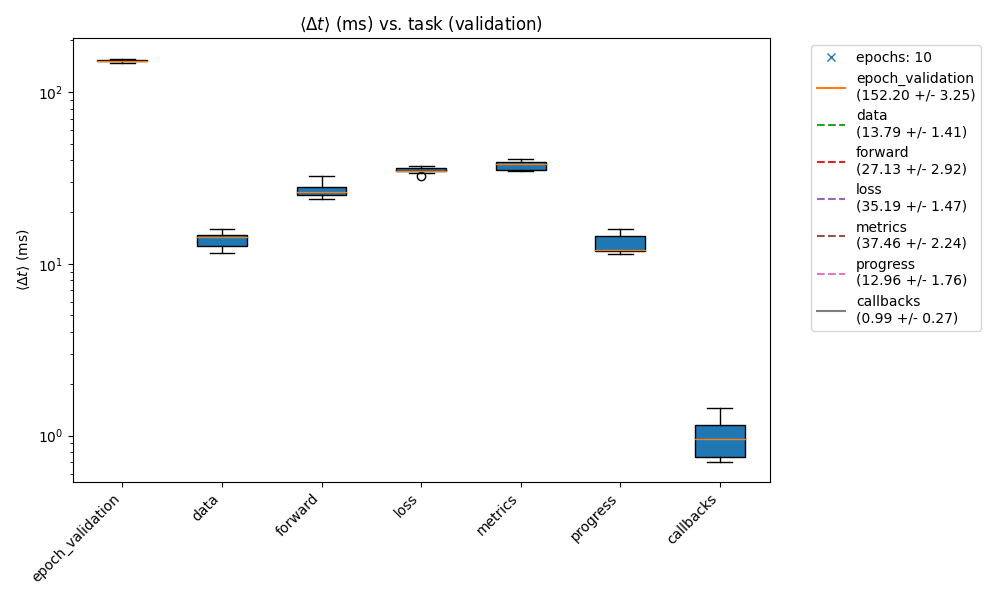 ⟨Δt⟩ (ms) vs. task (validation)
⟨Δt⟩ (ms)
10²
10¹
10⁰
epoch_validation
data
forward
loss
metrics
progress
callbacks
epochs: 10
epoch_validation
(152.20 +/- 3.25)
data
(13.79 +/- 1.41)
forward
(27.13 +/- 2.92)
loss
(35.19 +/- 1.47)
metrics
(37.46 +/- 2.24)
progress
(12.96 +/- 1.76)
callbacks
(0.99 +/- 0.27)